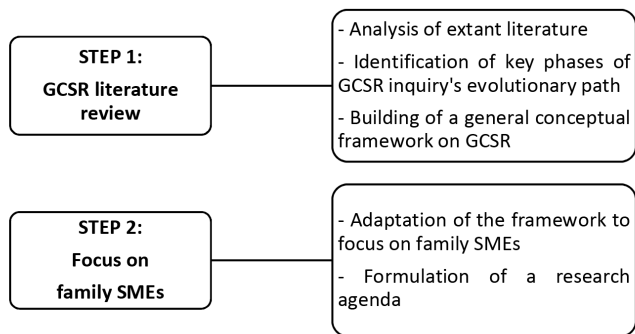 STEP 1:
GCSR literature
review
- Analysis of extant literature
- Identification of key phases of
GCSR inquiry's evolutionary path
- Building of a general conceptual
framework on GCSR
STEP 2:
Focus on
family SMEs
- Adaptation of the framework to
focus on family SMEs
- Formulation of a research
agenda